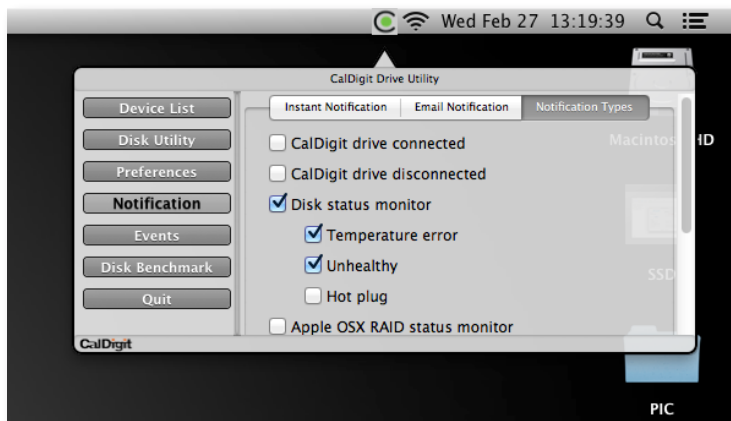 Wed Feb 27 13:19:39
CalDigit Drive Utility
Device List
Disk Utility
Preferences
Notification
Events
Disk Benchmark
Quit
Instant Notification
Email Notification
Notification Types
CalDigit drive connected
CalDigit drive disconnected
Disk status monitor
Temperature error
Unhealthy
Hot plug
Apple OSX RAID status monitor
CalDigit
Macintos HD
SSD
PIC